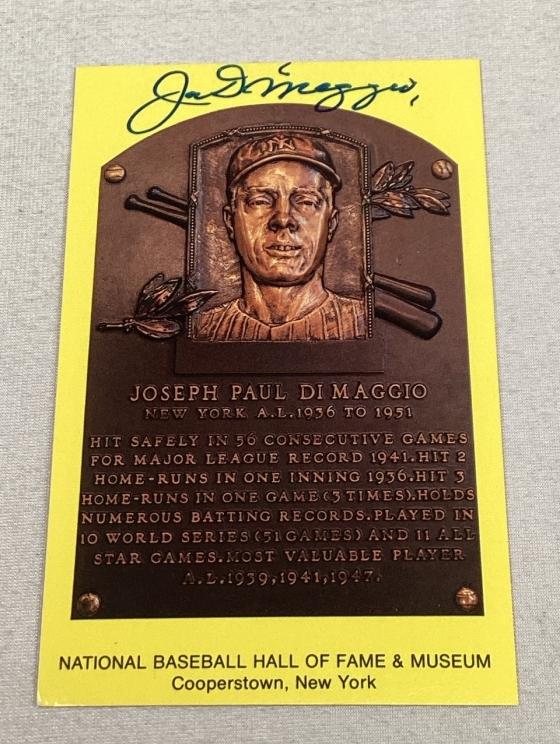 Joe DiMaggio
NY
JOSEPH PAUL DI MAGGIO
NEW YORK A.L. 1936 TO 1951
HIT SAFELY IN 56 CONSECUTIVE GAMES
FOR MAJOR LEAGUE RECORD 1941. HIT 2
HOME-RUNS IN ONE INNING 1936. HIT 3
HOME-RUNS IN ONE GAME (3 TIMES). HOLDS
NUMEROUS BATTING RECORDS. PLAYED IN
10 WORLD SERIES (51 GAMES) AND 11 ALL
STAR GAMES. MOST VALUABLE PLAYER
A.L. 1939, 1941, 1947.
NATIONAL BASEBALL HALL OF FAME & MUSEUM
Cooperstown, New York